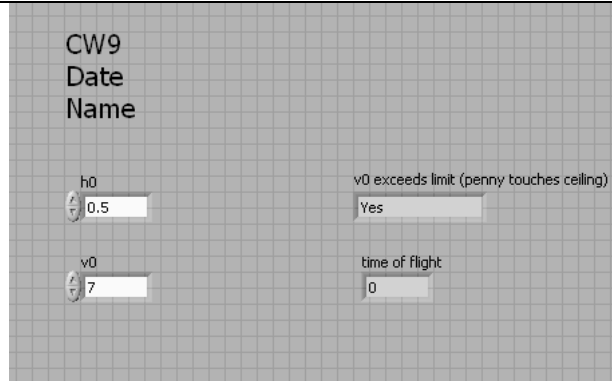 CW9
Date
Name
h0
0.5
v0 exceeds limit (penny touches ceiling)
Yes
v0
7
time of flight
0